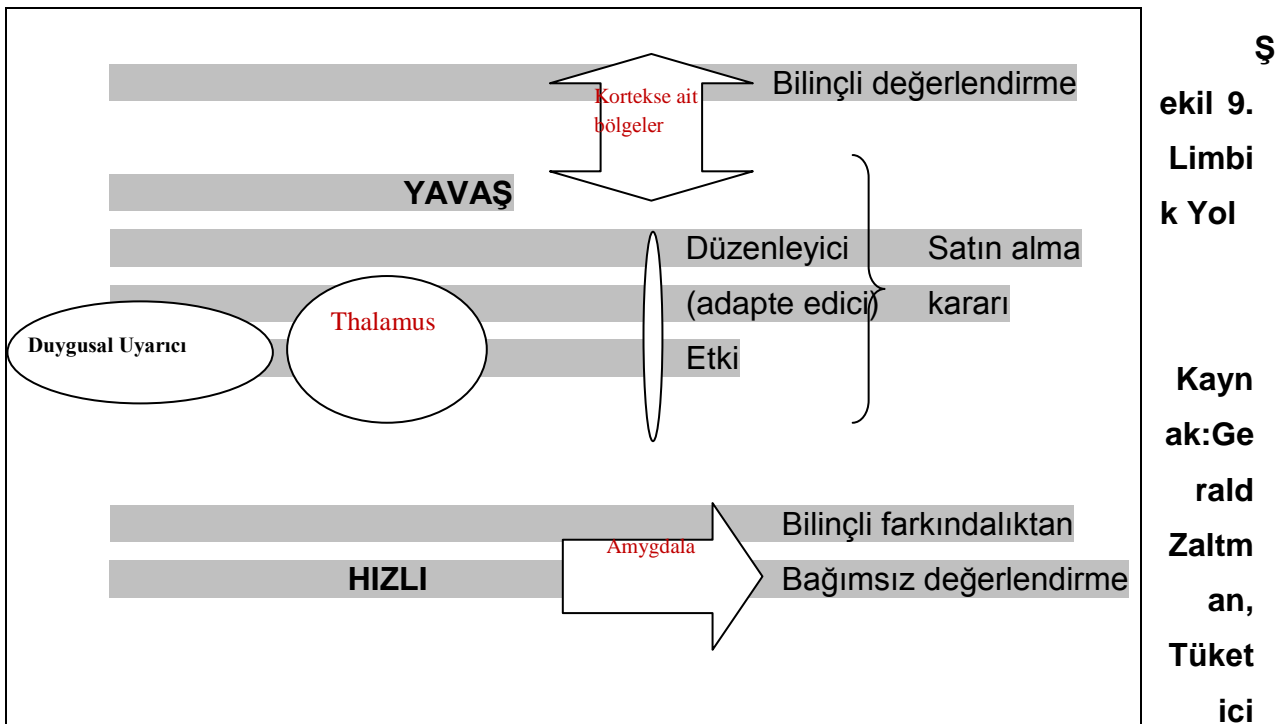 Bilinçli değerlendirme
Kortekse ait
bölgeler
YAVAŞ
Düzenleyici Satın alma
(adapte edici) kararı
Etki
Thalamus
Duygusal Uyarıcı
Bilinçli farkındalıktan
Amygdala
HIZLI Bağımsız değerlendirme
Ş
ekil 9.
Limbi
k Yol
Kayn
ak:Ge
rald
Zaltm
an,
Tüket
ici